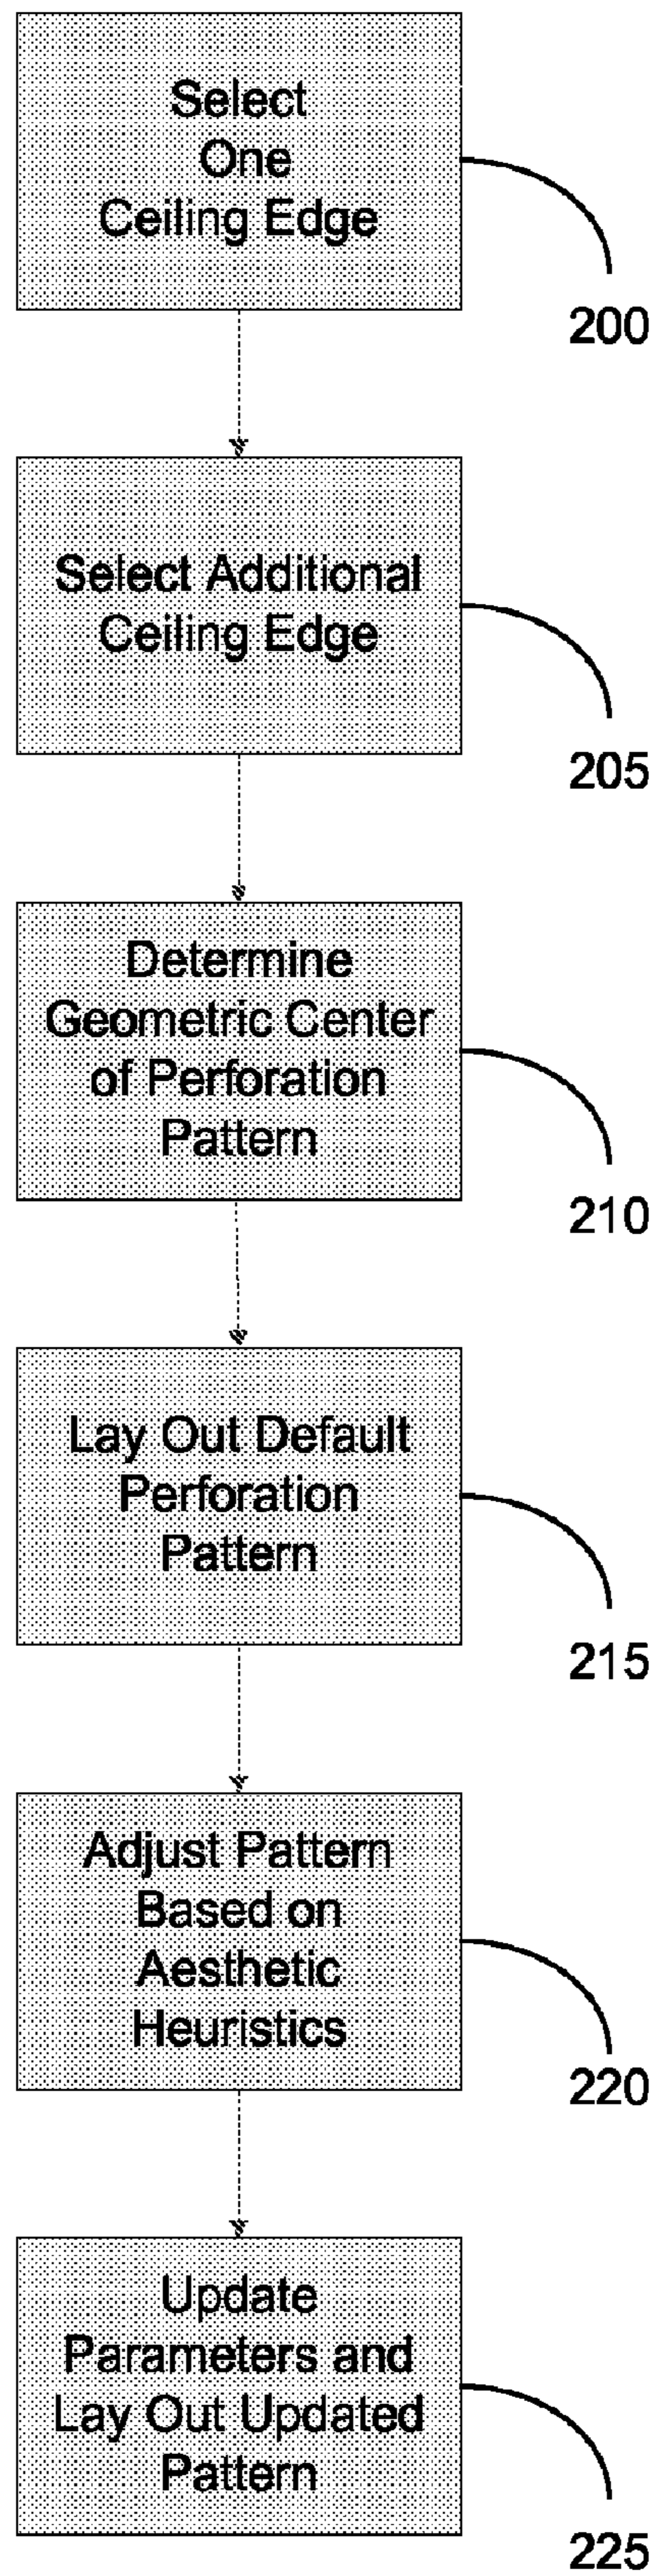 Select
One
Ceiling Edge
200
Select Additional
Ceiling Edge
205
Determine
Geometric Center
of Perforation
Pattern
210
Lay Out Default
Perforation
Pattern
215
Adjust Pattern
Based on
Aesthetic
Heuristics
220
Update
Parameters and
Lay Out Updated
Pattern
225